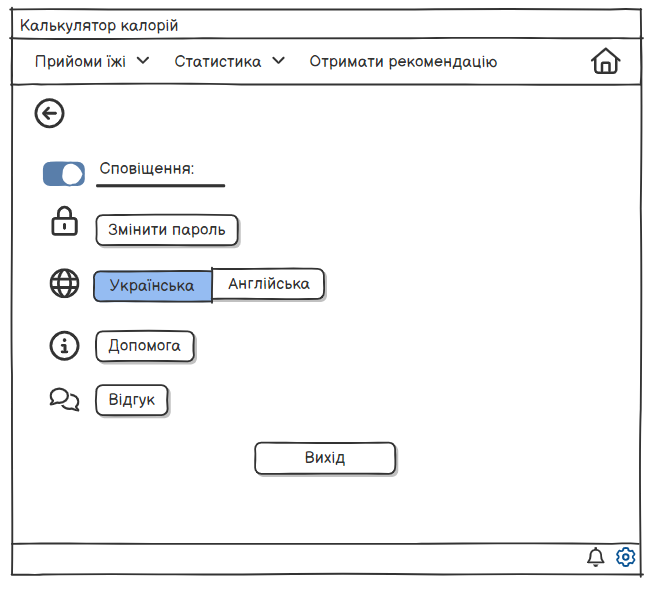 Калькулятор калорій
Прийоми їжі Статистика Отримати рекомендацію
Сповіщення:
Змінити пароль
Українська Англійська
Допомога
Відгук
Вихід